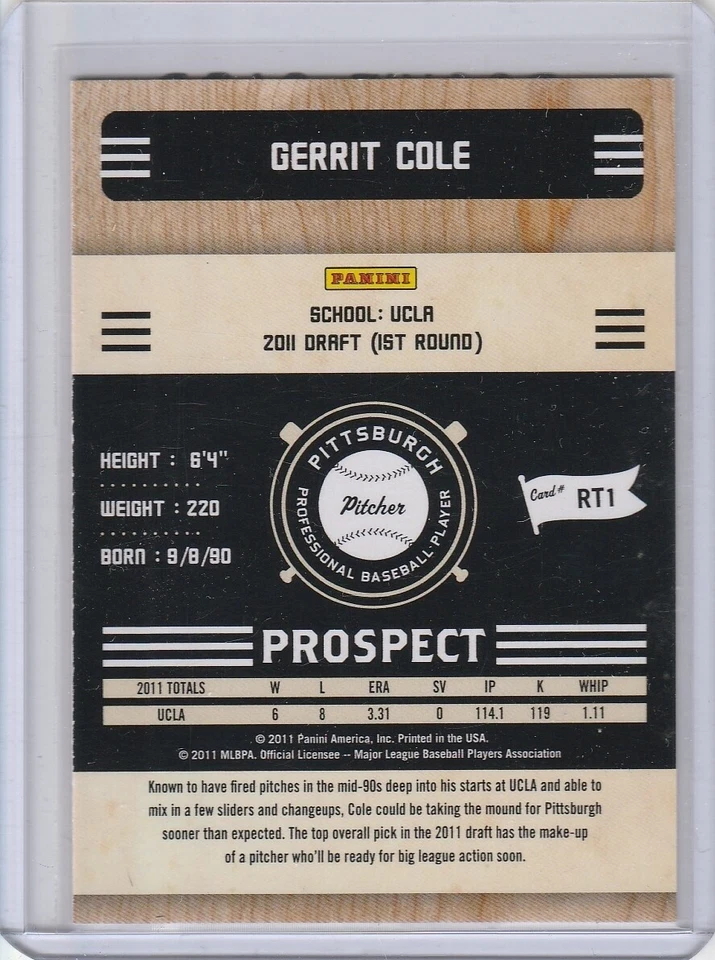 GERRIT COLE
PANINI
SCHOOL: UCLA
2011 DRAFT (1ST ROUND)
HEIGHT : 6'4"
WEIGHT : 220
BORN : 9/8/90
PITTSBURGH
Pitcher
PROFESSIONAL BASEBALL PLAYER
Card# RT1
PROSPECT
2011 TOTALS W L ERA SV IP K WHIP
UCLA 6 8 3.31 0 114.1 119 1.11
© 2011 Panini America, Inc. Printed in the USA.
© 2011 MLBPA. Official Licensee -- Major League Baseball Players Association
Known to have fired pitches in the mid-90s deep into his starts at UCLA and able to
mix in a few sliders and changeups, Cole could be taking the mound for Pittsburgh
sooner than expected. The top overall pick in the 2011 draft has the make-up
of a pitcher who'll be ready for big league action soon.